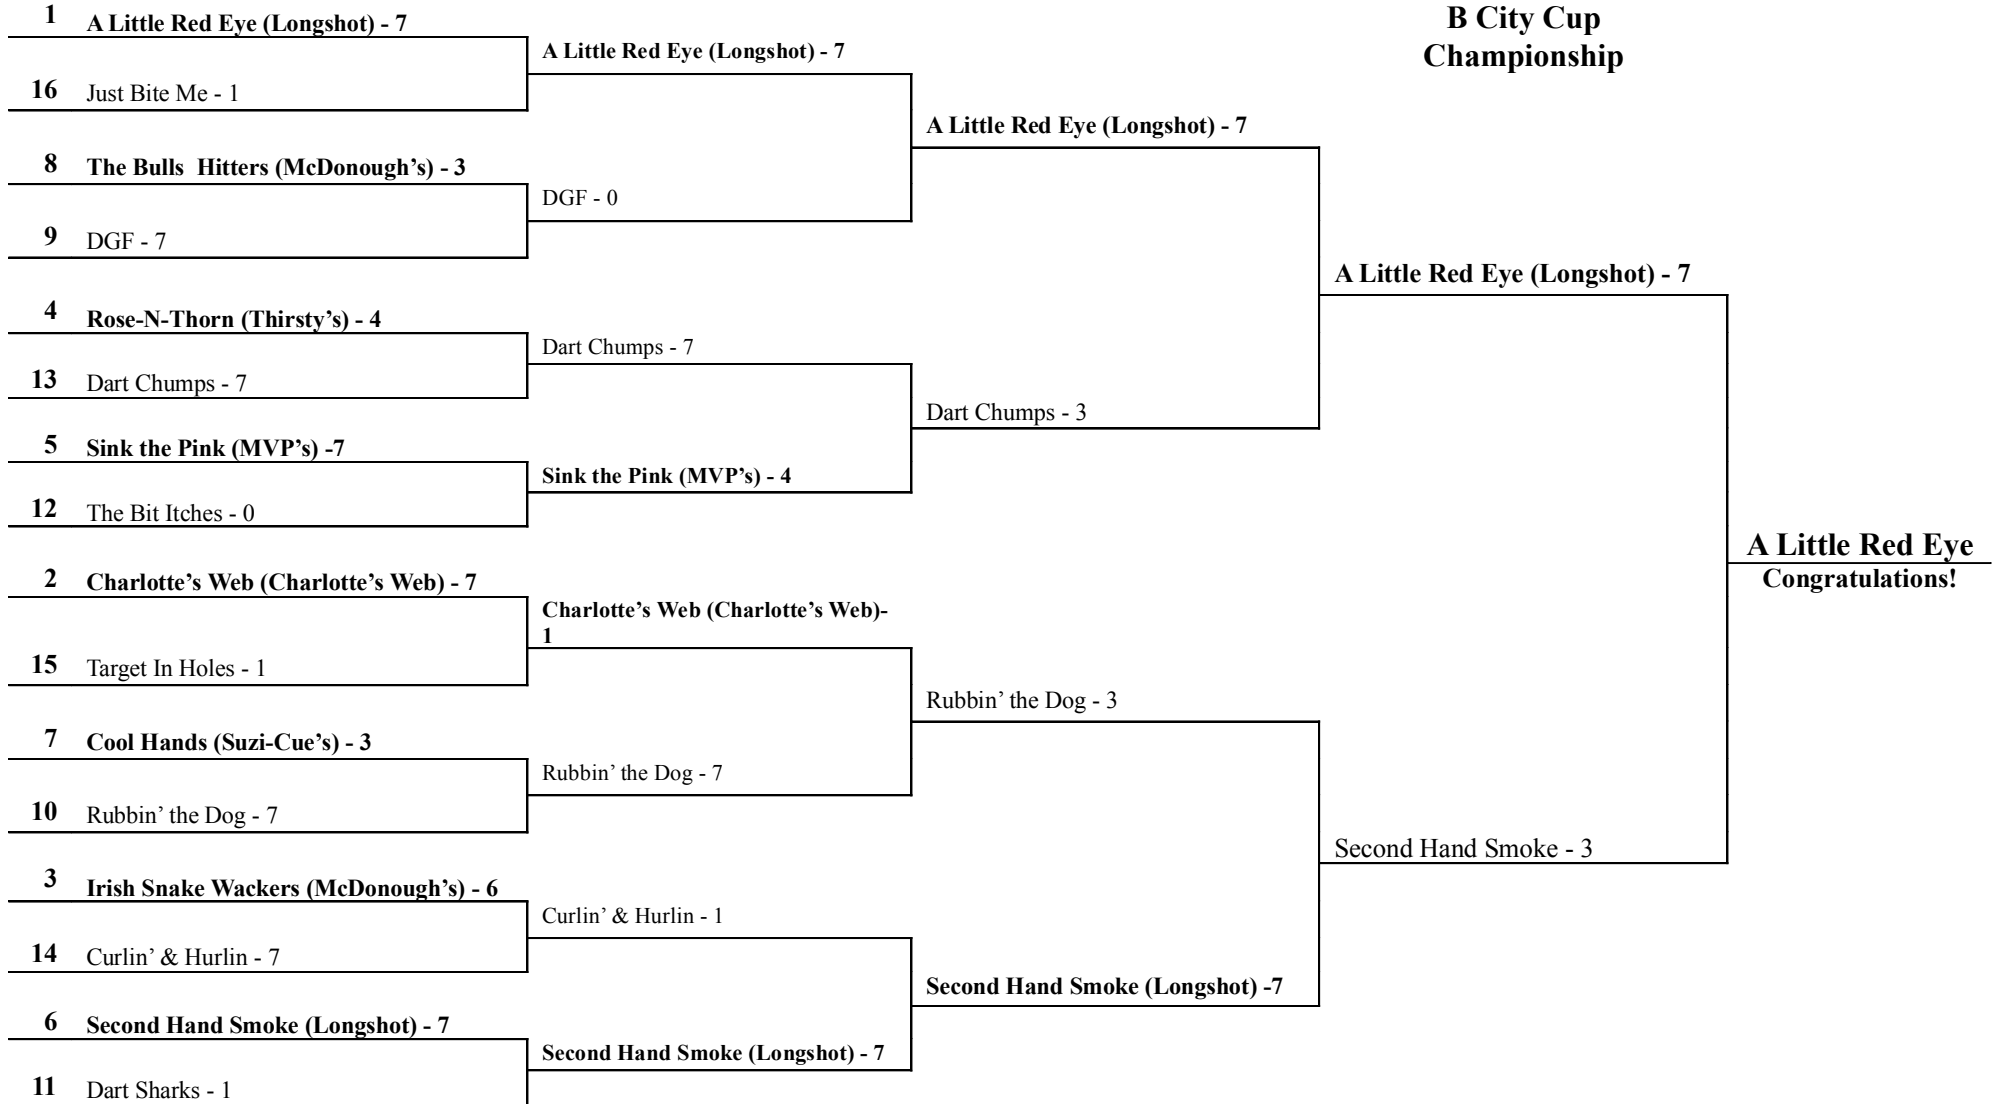 B City Cup
Championship
1 A Little Red Eye (Longshot) - 7
16 Just Bite Me - 1
8 The Bulls  Hitters (McDonough’s) - 3
9 DGF - 7
4 Rose-N-Thorn (Thirsty’s) - 4
13 Dart Chumps - 7
5 Sink the Pink (MVP’s) -7
12 The Bit Itches - 0
2 Charlotte’s Web (Charlotte’s Web) - 7
15 Target In Holes - 1
7 Cool Hands (Suzi-Cue’s) - 3
10 Rubbin’ the Dog - 7
3 Irish Snake Wackers (McDonough’s) - 6
14 Curlin’ & Hurlin - 7
6 Second Hand Smoke (Longshot) - 7
11 Dart Sharks - 1
A Little Red Eye (Longshot) - 7
DGF - 0
Dart Chumps - 7
Sink the Pink (MVP’s) - 4
Charlotte’s Web (Charlotte’s Web)-
1
Rubbin’ the Dog - 7
Curlin’ & Hurlin - 1
Second Hand Smoke (Longshot) - 7
A Little Red Eye (Longshot) - 7
Dart Chumps - 3
Rubbin’ the Dog - 3
Second Hand Smoke (Longshot) -7
A Little Red Eye (Longshot) - 7
Second Hand Smoke - 3
A Little Red Eye
Congratulations!